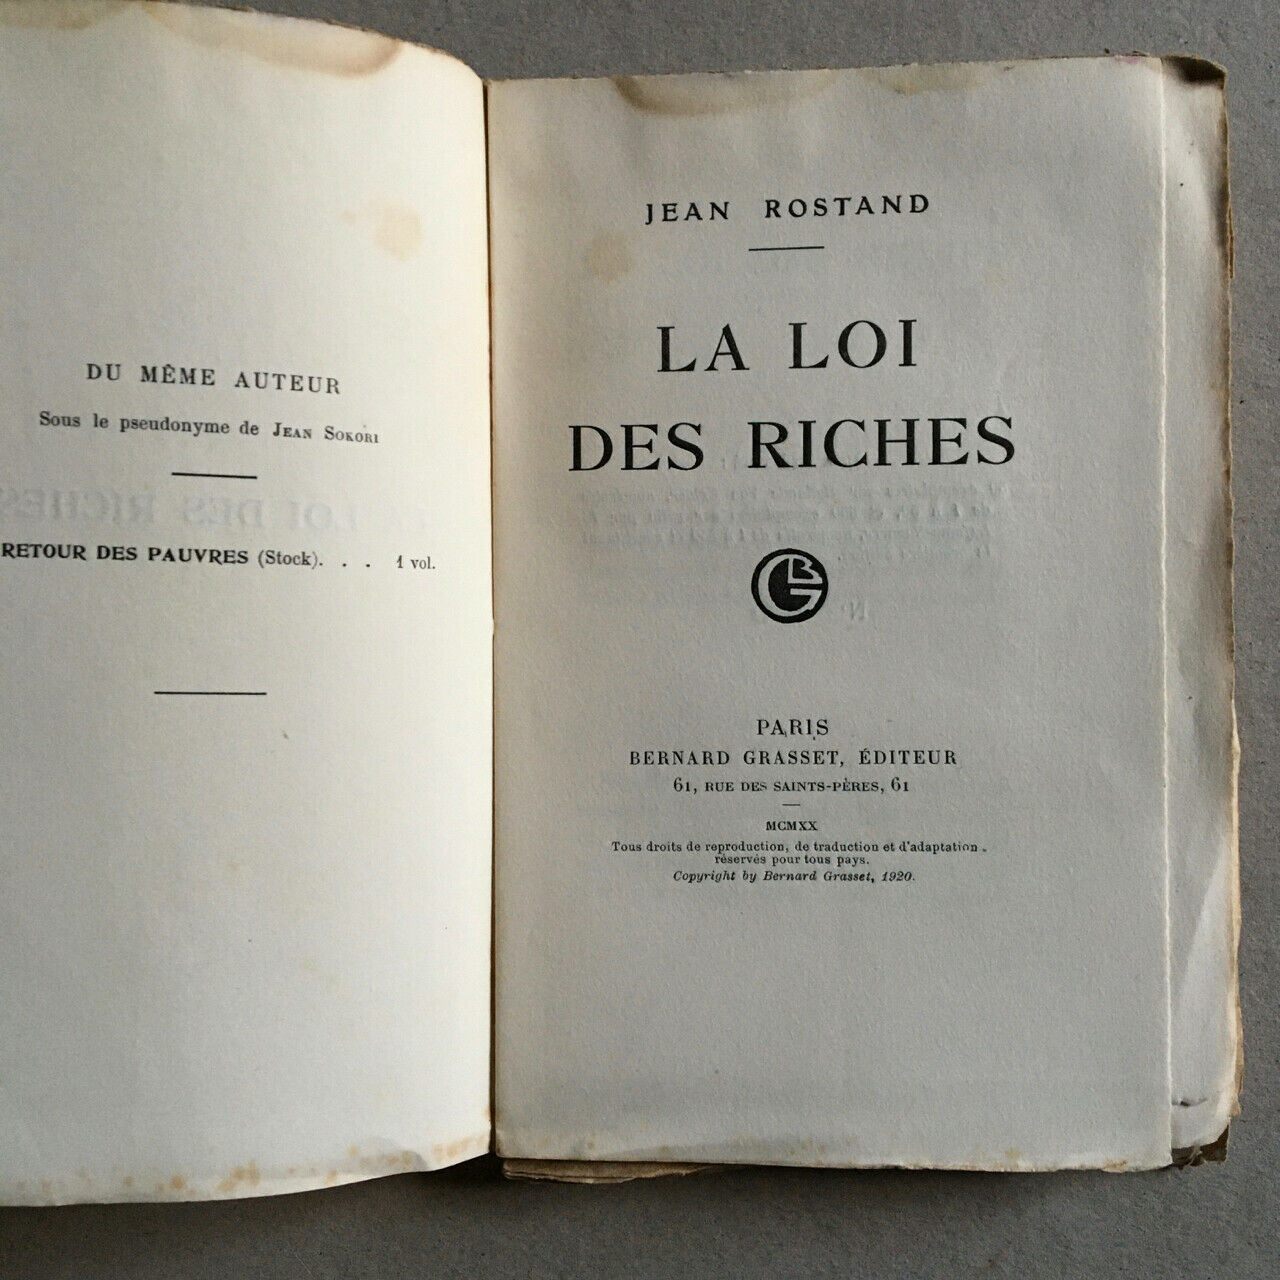 DU MÊME AUTEUR
Sous le pseudonyme de JEAN SOKORI
RETOUR DES PAUVRES (Stock). . . 1 vol.
JEAN ROSTAND
LA LOI
DES RICHES
BG
PARIS
BERNARD GRASSET, ÉDITEUR
61, RUE DES SAINTS-PÈRES, 61
MCMXX
Tous droits de reproduction, de traduction et d'adaptation
réservés pour tous pays.
Copyright by Bernard Grasset, 1920.